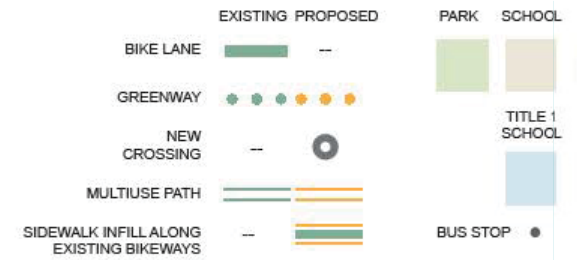 EXISTING PROPOSED PARK SCHOOL
BIKE LANE --
GREENWAY
TITLE 1
SCHOOL
NEW
CROSSING --
MULTIUSE PATH
SIDEWALK INFILL ALONG
EXISTING BIKEWAYS --
BUS STOP